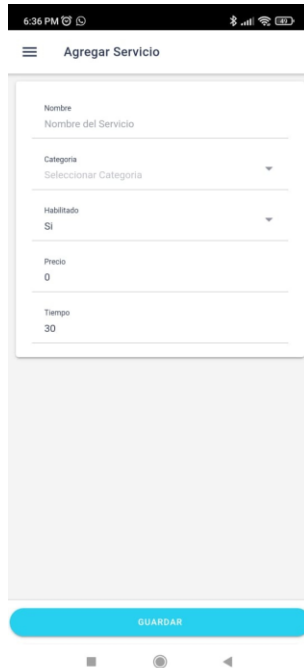 6:36 PM
49
Agregar Servicio
Nombre
Nombre del Servicio
Categoria
Seleccionar Categoria
Habilitado
Si
Precio
0
Tiempo
30
GUARDAR